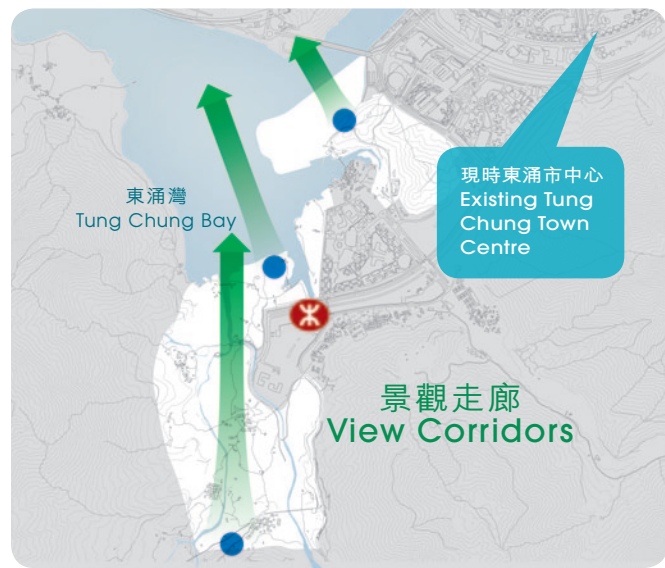 現時東涌市中心
Existing Tung
Chung Town
Centre
東涌灣
Tung Chung Bay
景觀走廊
View Corridors